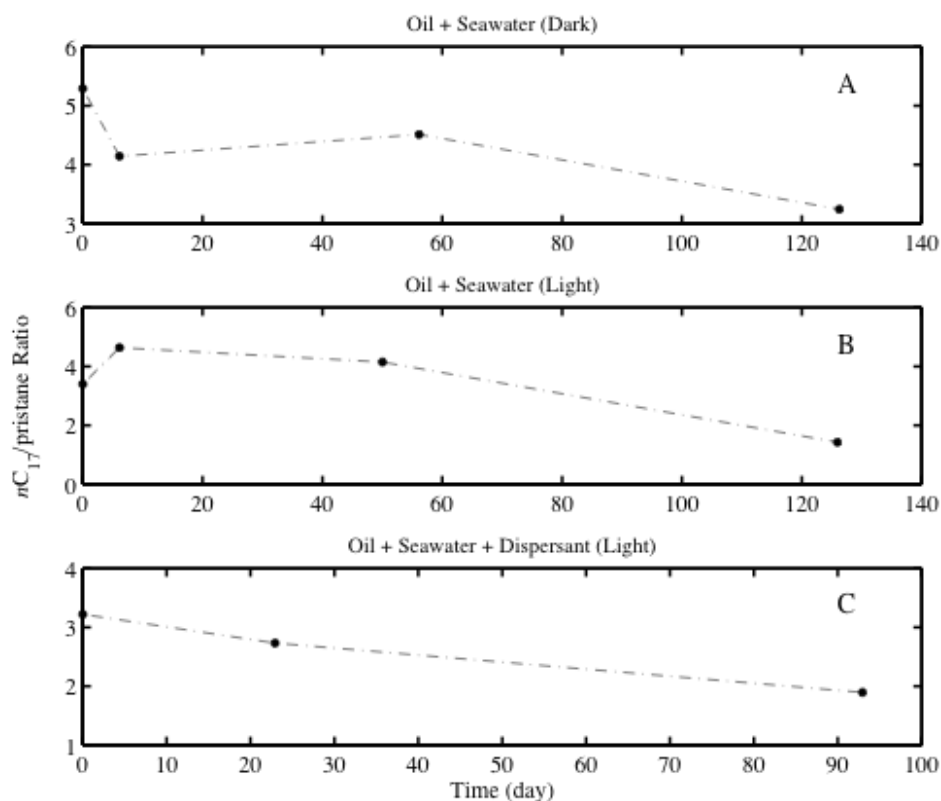 Oil + Seawater (Dark)
A
6
5
4
3
0 20 40 60 80 100 120 140
Oil + Seawater (Light)
B
6
4
2
0
0 20 40 60 80 100 120 140
nC17/pristane Ratio
Oil + Seawater + Dispersant (Light)
C
4
3
2
1
0 10 20 30 40 50 60 70 80 90 100
Time (day)